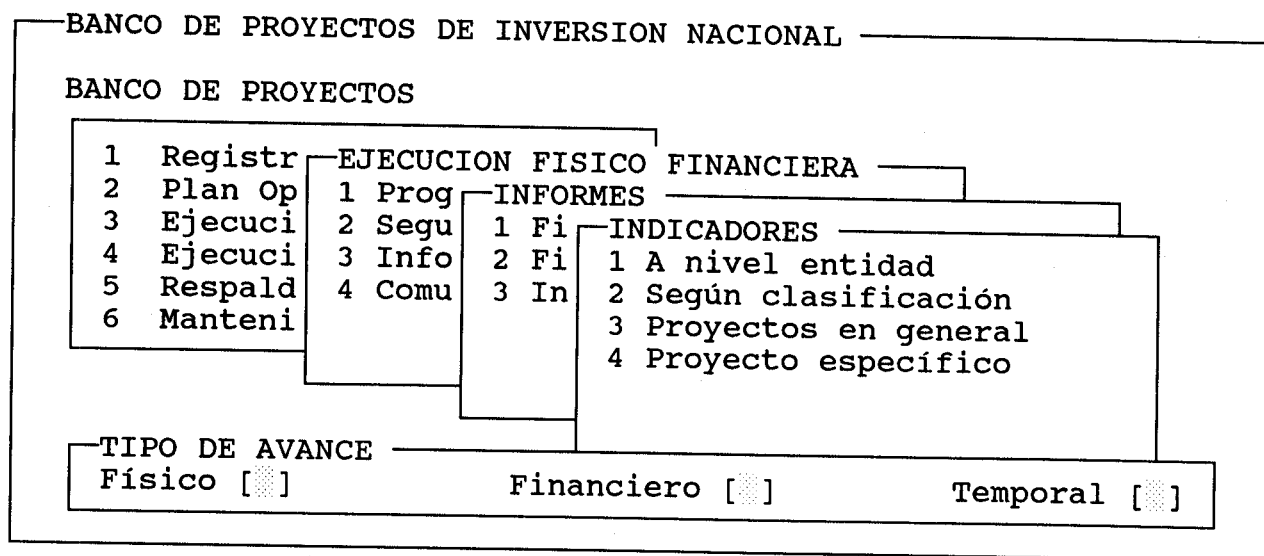 BANCO DE PROYECTOS DE INVERSION NACIONAL
BANCO DE PROYECTOS
1 Registr
2 Plan Op
3 Ejecuci
4 Ejecuci
5 Respald
6 Manteni
EJECUCION FISICO FINANCIERA
1 Prog
2 Segu
3 Info
4 Comu
INFORMES
1 Fi
2 Fi
3 In
INDICADORES
1 A nivel entidad
2 Según clasificación
3 Proyectos en general
4 Proyecto específico
TIPO DE AVANCE
Físico [ ] Financiero [ ] Temporal [ ]